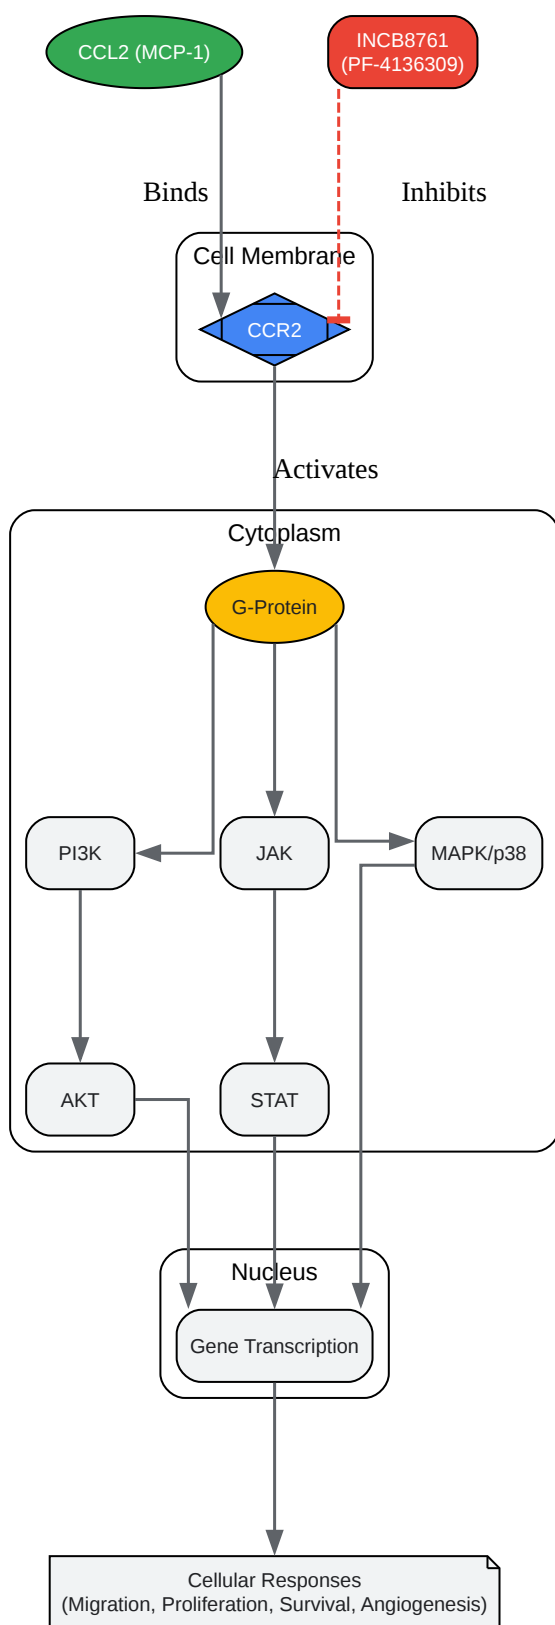 CCL2 (MCP-1)
INCB8761
(PF-4136309)
Binds
Inhibits
Cell Membrane
CCR2
Activates
Cytoplasm
G-Protein
PI3K
JAK
MAPK/p38
AKT
STAT
Nucleus
Gene Transcription
Cellular Responses
(Migration, Proliferation, Survival, Angiogenesis)